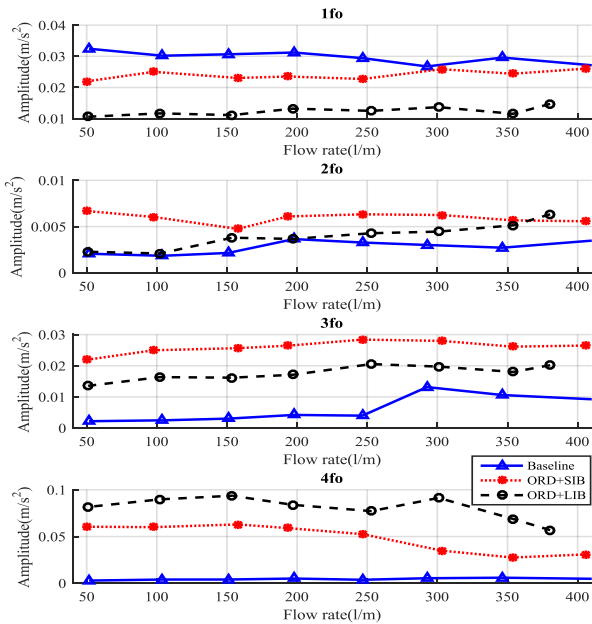 1fo
Amplitude(m/s²)
0.04
0.03
0.02
0.01
50 100 150 200 250 300 350 400
Flow rate(l/m)
2fo
Amplitude(m/s²)
0.01
0.005
0
50 100 150 200 250 300 350 400
Flow rate(l/m)
3fo
Amplitude(m/s²)
0.03
0.02
0.01
0
50 100 150 200 250 300 350 400
Flow rate(l/m)
Baseline
ORD+SIB
ORD+LIB
4fo
Amplitude(m/s²)
0.1
0.05
0
50 100 150 200 250 300 350 400
Flow rate(l/m)